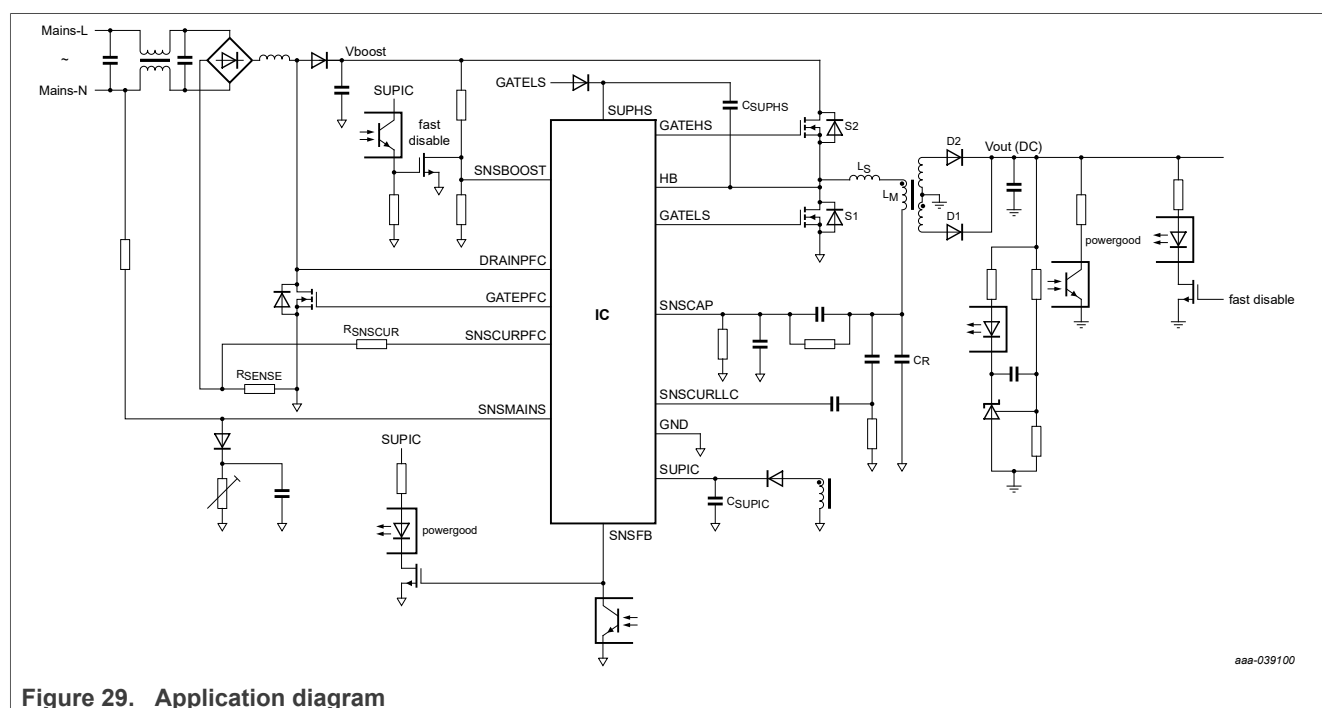 Mains-L
~
Mains-N
Vboost
SUPIC
fast
disable
GATELS
SUPHS
CSUPHS
GATEHS
S2
SNSBOOST
HB
LS
LM
D2
Vout (DC)
GATELS
S1
D1
powergood
DRAINPFC
GATEPFC
IC
SNSCAP
fast disable
RSNSCUR
SNSCURPFC
CR
RSENSE
SNSCURLLC
SNSMAINS
GND
SUPIC
SUPIC
CSUPIC
powergood
SNSFB
aaa-039100
Figure 29. Application diagram